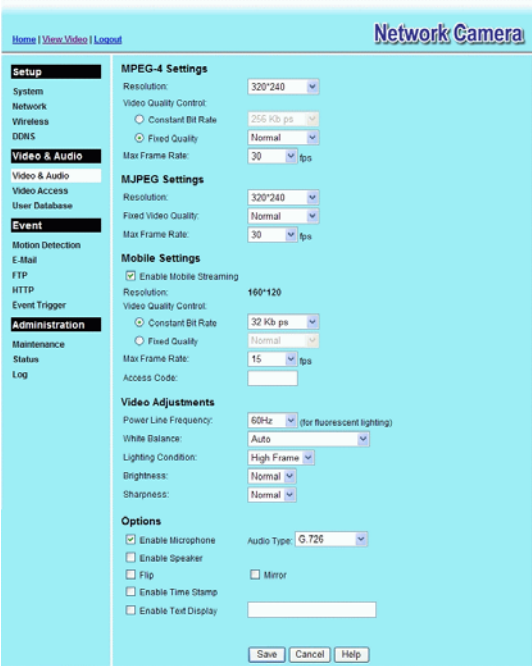 Home | View Video | Logout
Network Camera
Setup
System
Network
Wireless
DDNS
Video & Audio
Video & Audio
Video Access
User Database
Event
Motion Detection
E-Mail
FTP
HTTP
Event Trigger
Administration
Maintenance
Status
Log
MPEG-4 Settings
Resolution: 320*240
Video Quality Control:
Constant Bit Rate 256 Kb ps
Fixed Quality Normal
Max Frame Rate: 30 fps
MJPEG Settings
Resolution: 320*240
Fixed Video Quality: Normal
Max Frame Rate: 30 fps
Mobile Settings
Enable Mobile Streaming
Resolution: 160*120
Video Quality Control:
Constant Bit Rate 32 Kb ps
Fixed Quality Normal
Max Frame Rate: 15 fps
Access Code:
Video Adjustments
Power Line Frequency: 60Hz (for fluorescent lighting)
White Balance: Auto
Lighting Condition: High Frame
Brightness: Normal
Sharpness: Normal
Options
Enable Microphone Audio Type: G.726
Enable Speaker
Flip Mirror
Enable Time Stamp
Enable Text Display
Save Cancel Help